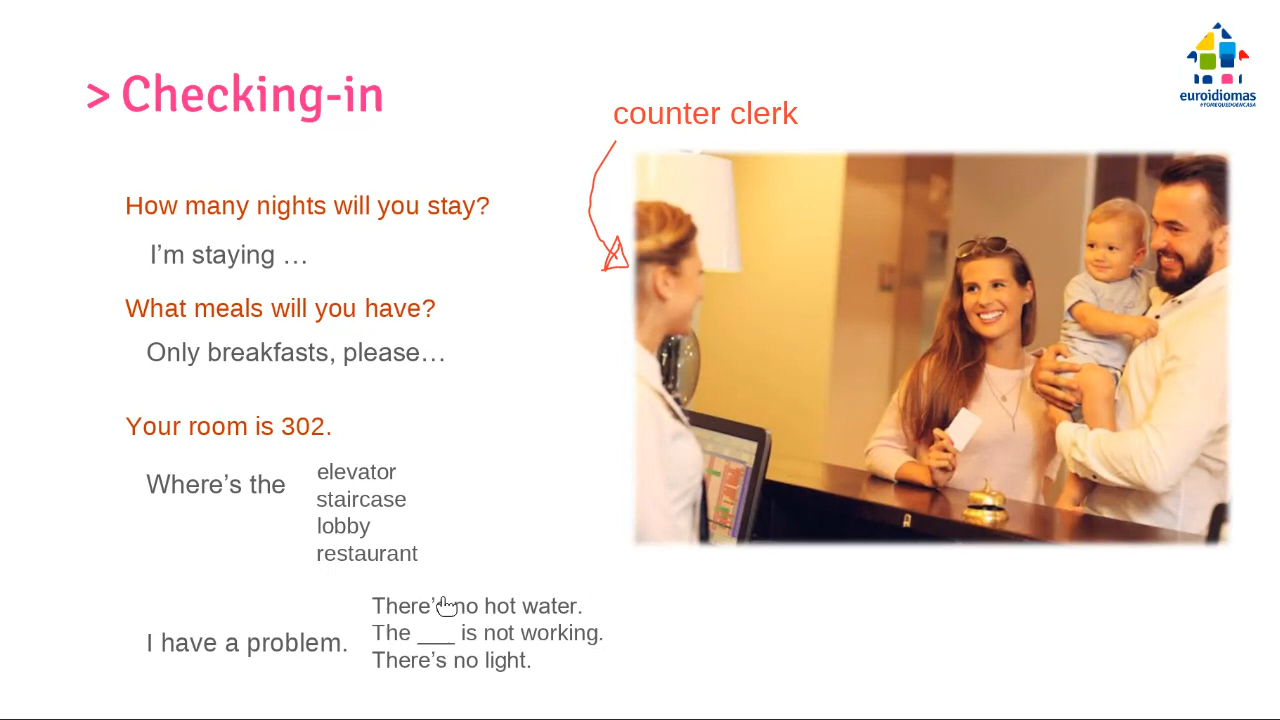 > Checking-in
euroidiomas
#YOMEQUEDOENCASA
counter clerk
How many nights will you stay?
I’m staying …
What meals will you have?
Only breakfasts, please…
Your room is 302.
Where’s the
elevator
staircase
lobby
restaurant
I have a problem.
There’s no hot water.
The ___ is not working.
There’s no light.